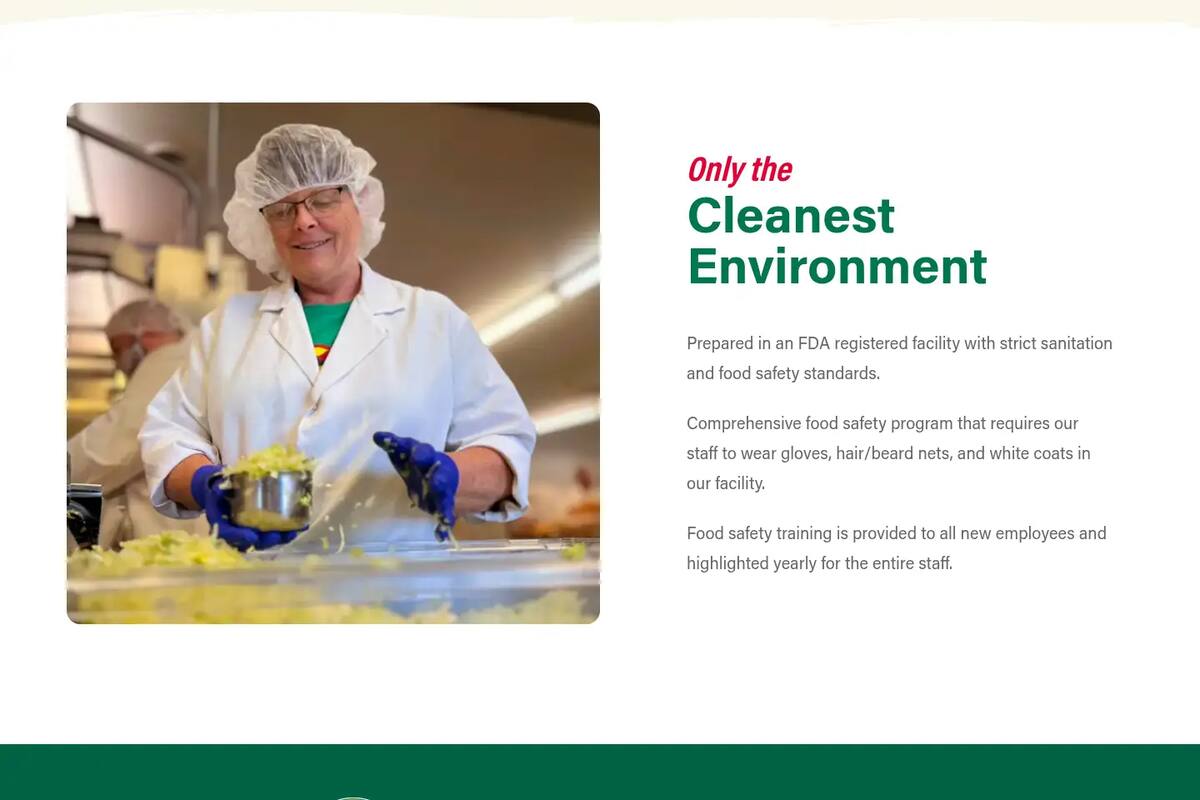 Only the
Cleanest
Environment
Prepared in an FDA registered facility with strict sanitation
and food safety standards.
Comprehensive food safety program that requires our
staff to wear gloves, hair/beard nets, and white coats in
our facility.
Food safety training is provided to all new employees and
highlighted yearly for the entire staff.